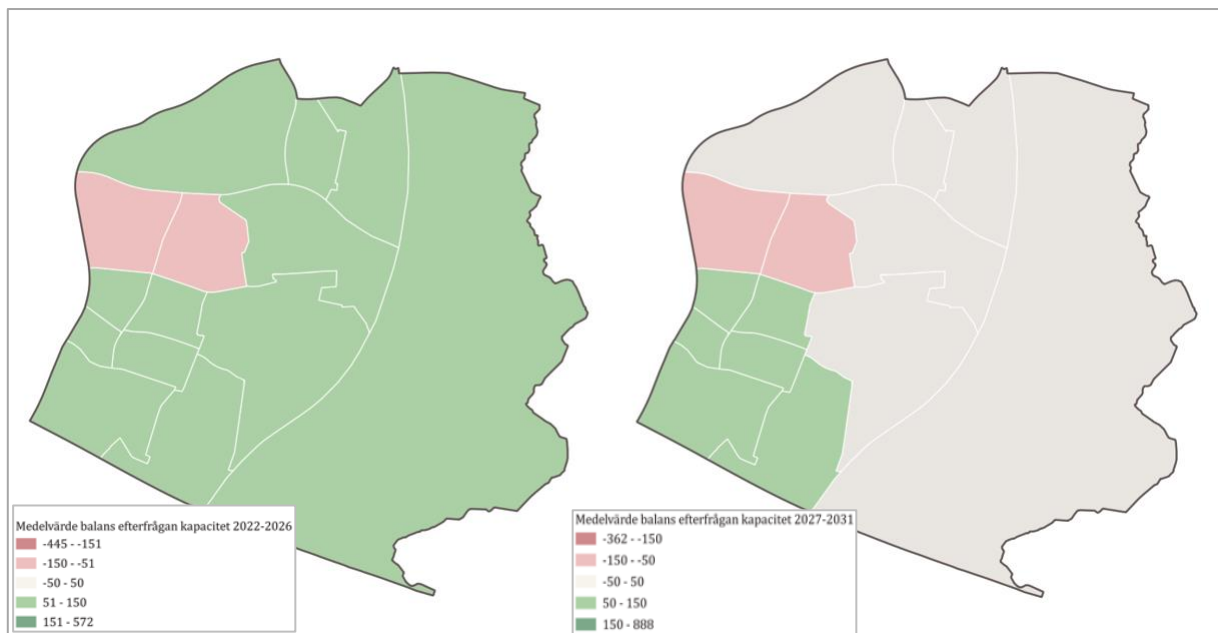 Medelvärde balans efterfrågan kapacitet 2022-2026
-445 - -151
-150 - -51
-50 - 50
51 - 150
151 - 572
Medelvärde balans efterfrågan kapacitet 2027-2031
-362 - -150
-150 - -50
-50 - 50
50 - 150
150 - 888